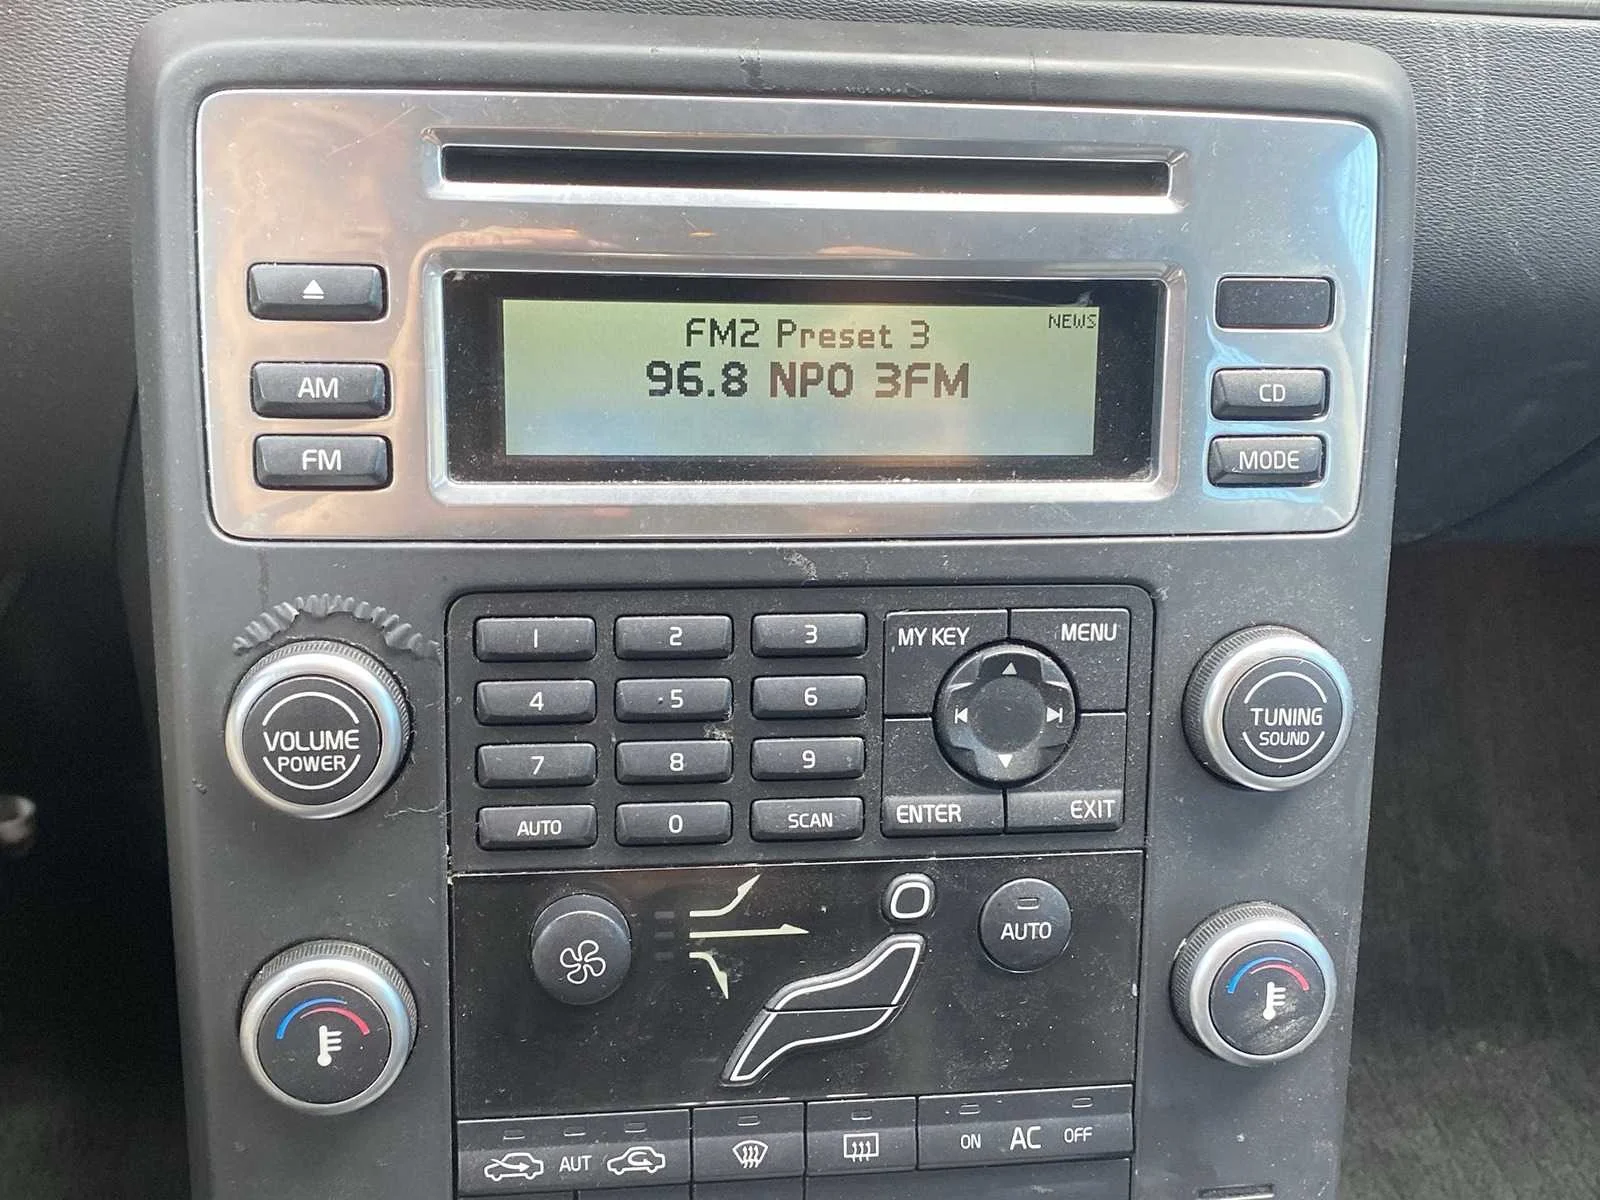 NEWS
FM2 Preset 3
96.8 NPO 3FM
AM
CD
FM
MODE
1 2 3
MY KEY MENU
4 5 6
VOLUME
POWER
TUNING
SOUND
7 8 9
AUTO 0 SCAN
ENTER EXIT
AUTO
AUT
ON AC OFF